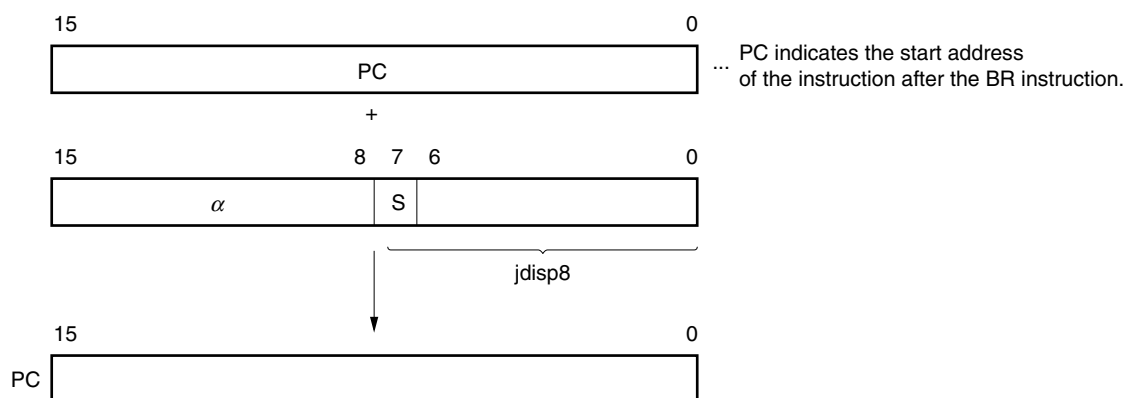 15 0
PC
... PC indicates the start address
of the instruction after the BR instruction.
+
15 8 7 6 0
α S
jdisp8
15 0
PC